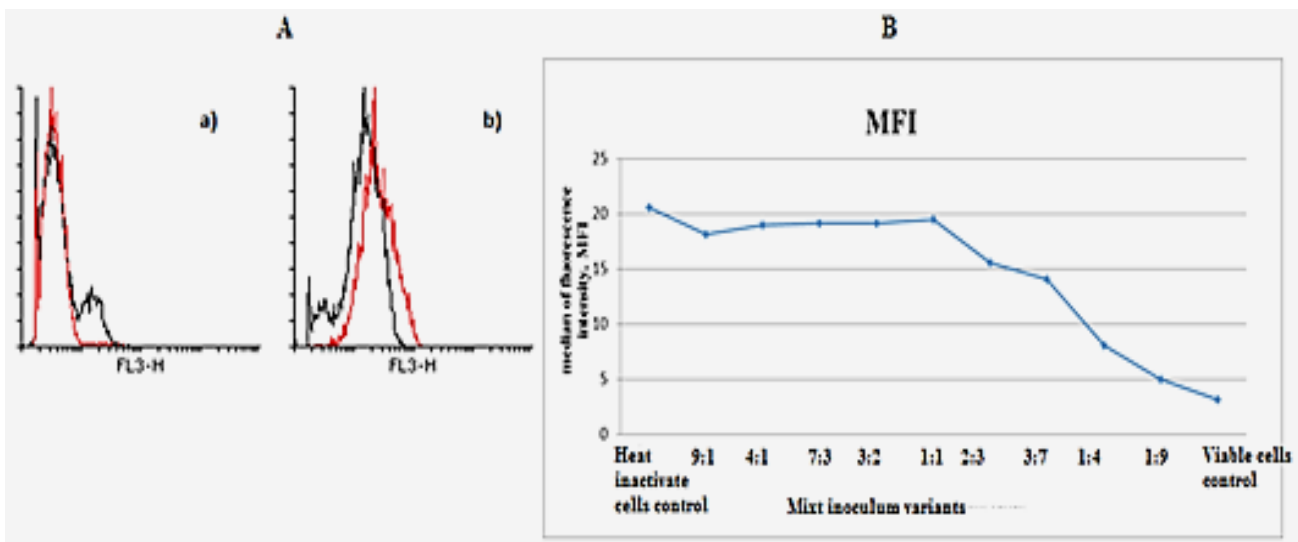 A
B
a)
b)
FL3-H
FL3-H
MFI
median of fluorescence
intensity, MFI
25
20
15
10
5
0
Heat
inactivate
cells control
9:1
4:1
7:3
3:2
1:1
2:3
3:7
1:4
1:9
Viable cells
control
Mixt inoculum variants